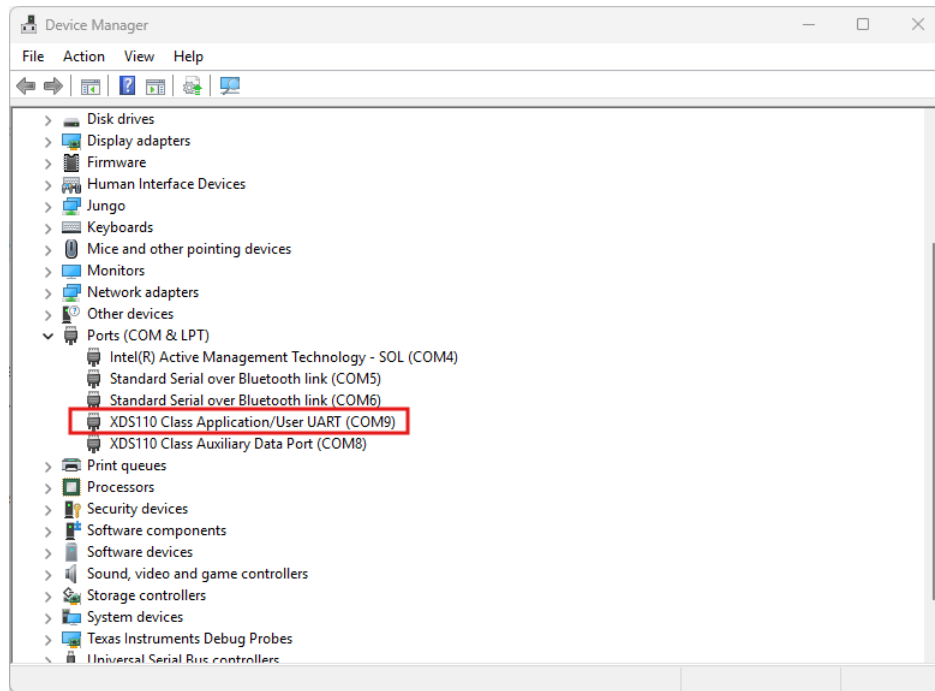 Device Manager
File Action View Help
Disk drives
Display adapters
Firmware
Human Interface Devices
Jungo
Keyboards
Mice and other pointing devices
Monitors
Network adapters
Other devices
Ports (COM & LPT)
Intel(R) Active Management Technology - SOL (COM4)
Standard Serial over Bluetooth link (COM5)
Standard Serial over Bluetooth link (COM6)
XDS110 Class Application/User UART (COM9)
XDS110 Class Auxiliary Data Port (COM8)
Print queues
Processors
Security devices
Software components
Software devices
Sound, video and game controllers
Storage controllers
System devices
Texas Instruments Debug Probes
Universal Serial Bus controllers